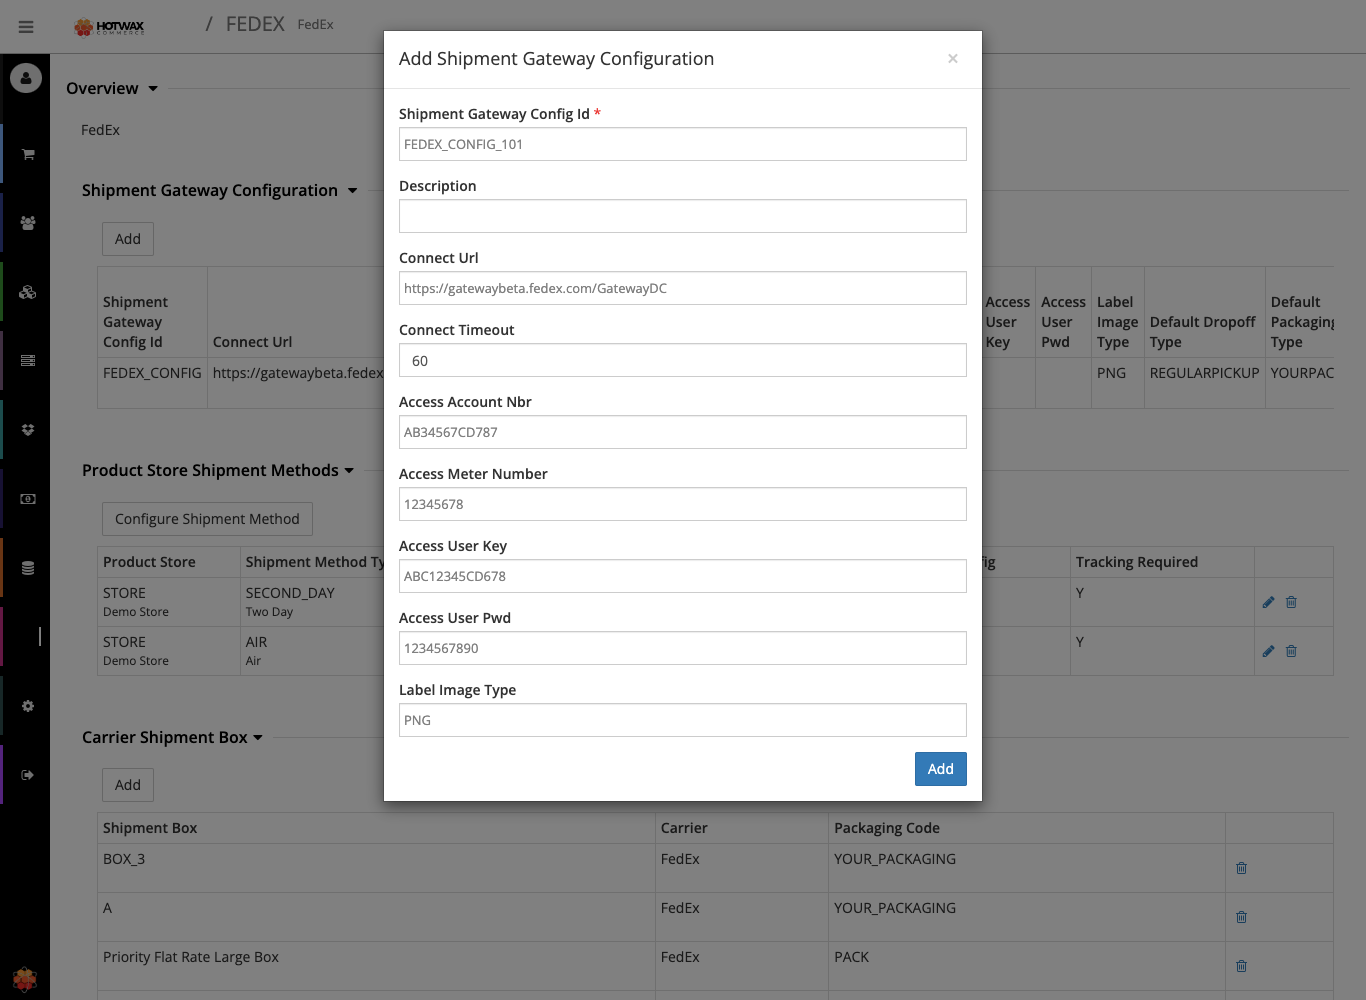 HOTWAX
COMMERCE
/ FEDEX FedEx
Overview
FedEx
Shipment Gateway Configuration
Add
Shipment Gateway Config Id
Connect Url
Access User Key
Access User Pwd
Label Image Type
Default Dropoff Type
Default Packaging Type
FEDEX_CONFIG https://gatewaybeta.fedex PNG REGULARPICKUP YOURPAC
Product Store Shipment Methods
Configure Shipment Method
Product Store Shipment Method Ty fig Tracking Required
STORE SECOND_DAY Y
Demo Store Two Day
STORE AIR Y
Demo Store Air
Carrier Shipment Box
Add
Shipment Box Carrier Packaging Code
BOX_3 FedEx YOUR_PACKAGING
A FedEx YOUR_PACKAGING
Priority Flat Rate Large Box FedEx PACK
Add Shipment Gateway Configuration ×
Shipment Gateway Config Id *
FEDEX_CONFIG_101
Description
Connect Url
https://gatewaybeta.fedex.com/GatewayDC
Connect Timeout
60
Access Account Nbr
AB34567CD787
Access Meter Number
12345678
Access User Key
ABC12345CD678
Access User Pwd
1234567890
Label Image Type
PNG
Add